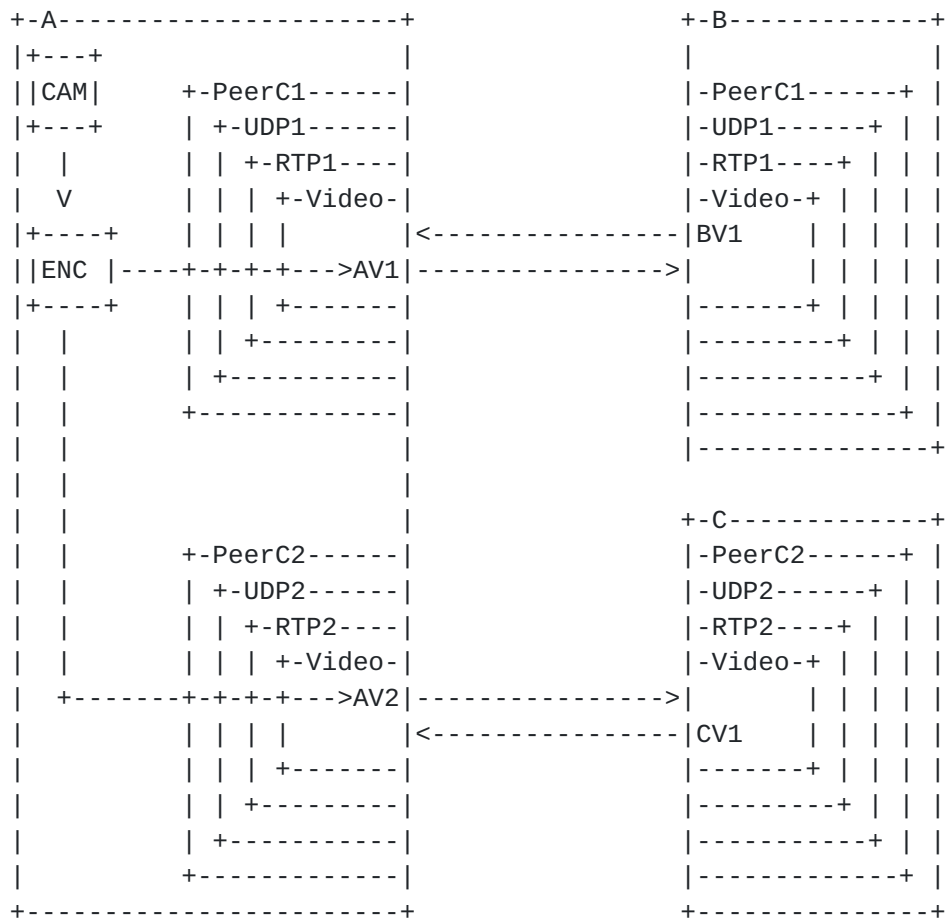 +-A----------------------+                 +-B-------------+
|+---+                   |                 |               |
||CAM|     +-PeerC1------|                 |-PeerC1------+ |
|+---+     | +-UDP1------|                 |-UDP1------+ | |
|  |       | | +-RTP1----|                 |-RTP1----+ | | |
|  V       | | | +-Video-|                 |-Video-+ | | | |
|+----+    | | | |       |<----------------|BV1    | | | | |
||ENC |----+-+-+-+--->AV1|---------------->|       | | | | |
|+----+    | | | +-------|                 |-------+ | | | |
|  |       | | +---------|                 |---------+ | | |
|  |       | +-----------|                 |-----------+ | |
|  |       +-------------|                 |-------------+ |
|  |                     |                 |---------------+
|  |                     |
|  |                     |                 +-C-------------+
|  |       +-PeerC2------|                 |-PeerC2------+ |
|  |       | +-UDP2------|                 |-UDP2------+ | |
|  |       | | +-RTP2----|                 |-RTP2----+ | | |
|  |       | | | +-Video-|                 |-Video-+ | | | |
|  +-------+-+-+-+--->AV2|---------------->|       | | | | |
|          | | | |       |<----------------|CV1    | | | | |
|          | | | +-------|                 |-------+ | | | |
|          | | +---------|                 |---------+ | | |
|          | +-----------|                 |-----------+ | |
|          +-------------|                 |-------------+ |
+------------------------+                 +---------------+